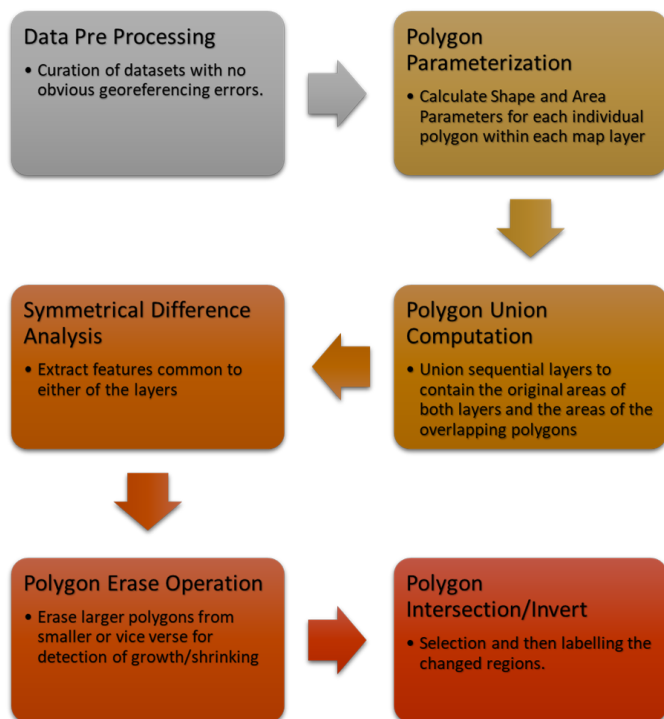 Data Pre Processing
• Curation of datasets with no
obvious georeferencing errors.
Polygon
Parameterization
• Calculate Shape and Area
Parameters for each individual
polygon within each map layer
Polygon Union
Computation
• Union sequential layers to
contain the original areas of
both layers and the areas of the
overlapping polygons
Symmetrical Difference
Analysis
• Extract features common to
either of the layers
Polygon Erase Operation
• Erase larger polygons from
smaller or vice verse for
detection of growth/shrinking
Polygon
Intersection/Invert
• Selection and then labelling the
changed regions.